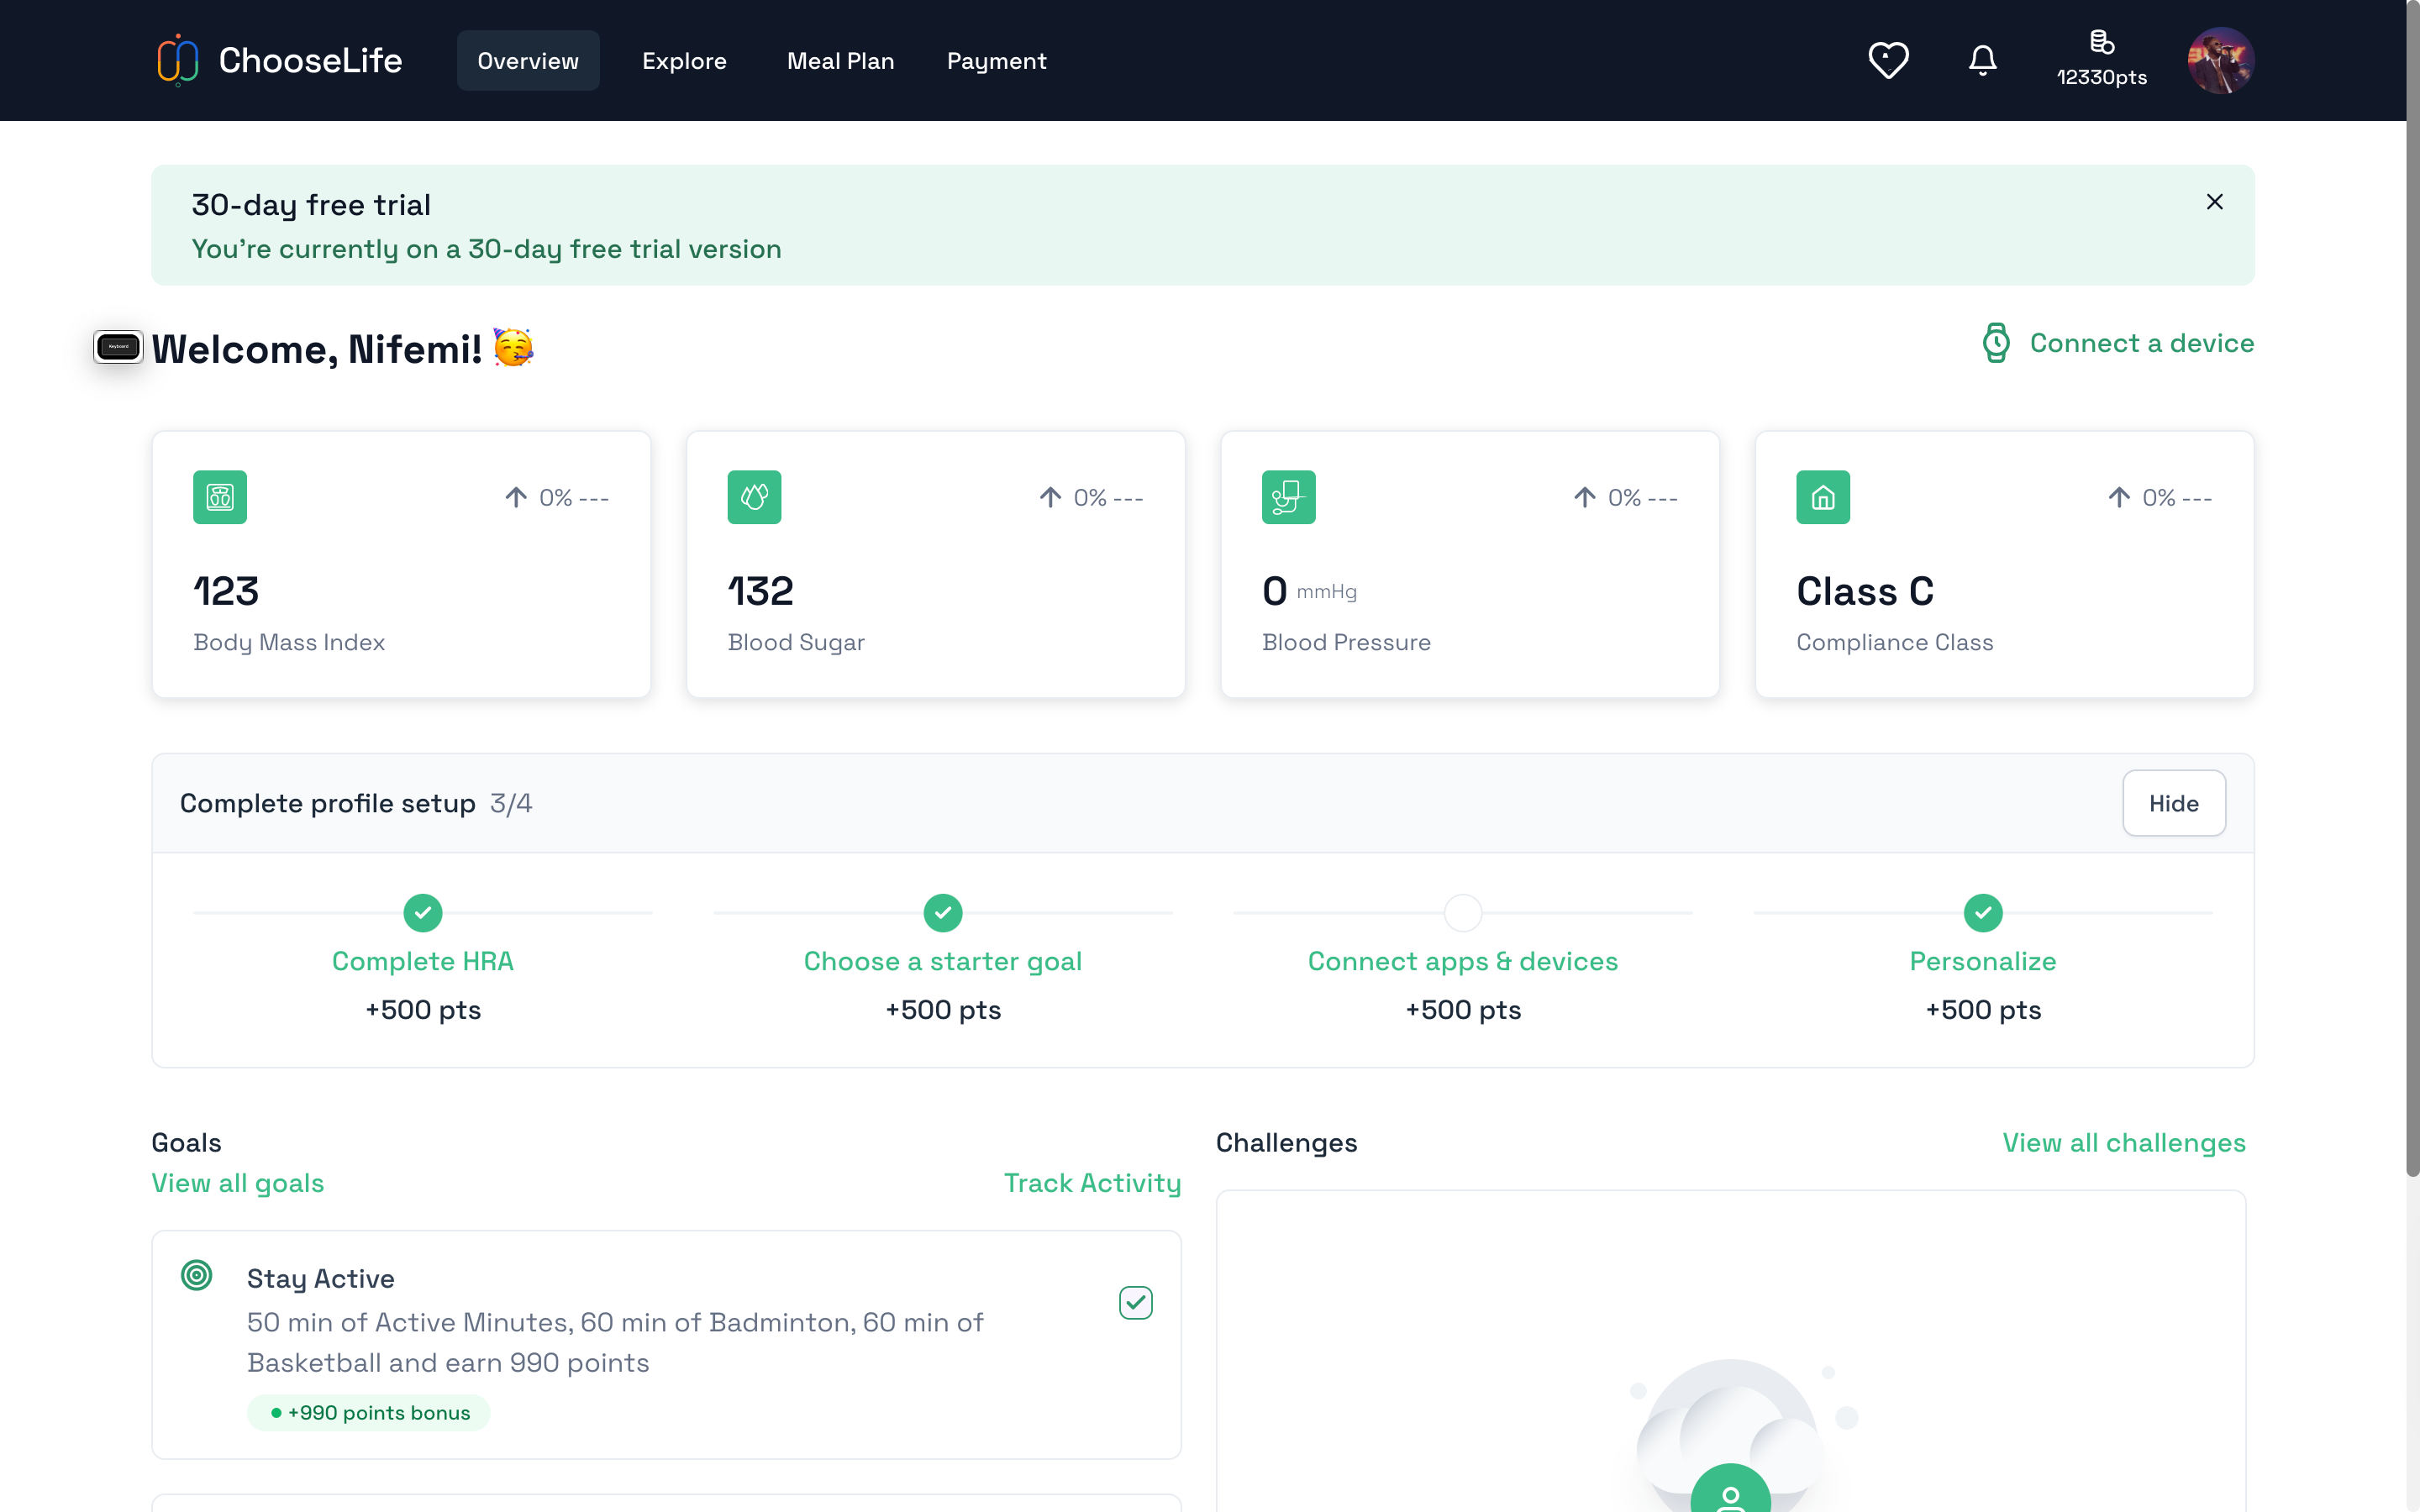 ChooseLife
Overview
Explore
Meal Plan
Payment
12330pts
30-day free trial
You're currently on a 30-day free trial version
Keyboard
Welcome, Nifemi! 🥳
Connect a device
0% ---
123
Body Mass Index
0% ---
132
Blood Sugar
0% ---
0 mmHg
Blood Pressure
0% ---
Class C
Compliance Class
Complete profile setup 3/4
Hide
Complete HRA
+500 pts
Choose a starter goal
+500 pts
Connect apps & devices
+500 pts
Personalize
+500 pts
Goals
View all goals
Track Activity
Stay Active
50 min of Active Minutes, 60 min of Badminton, 60 min of
Basketball and earn 990 points
+990 points bonus
Challenges
View all challenges